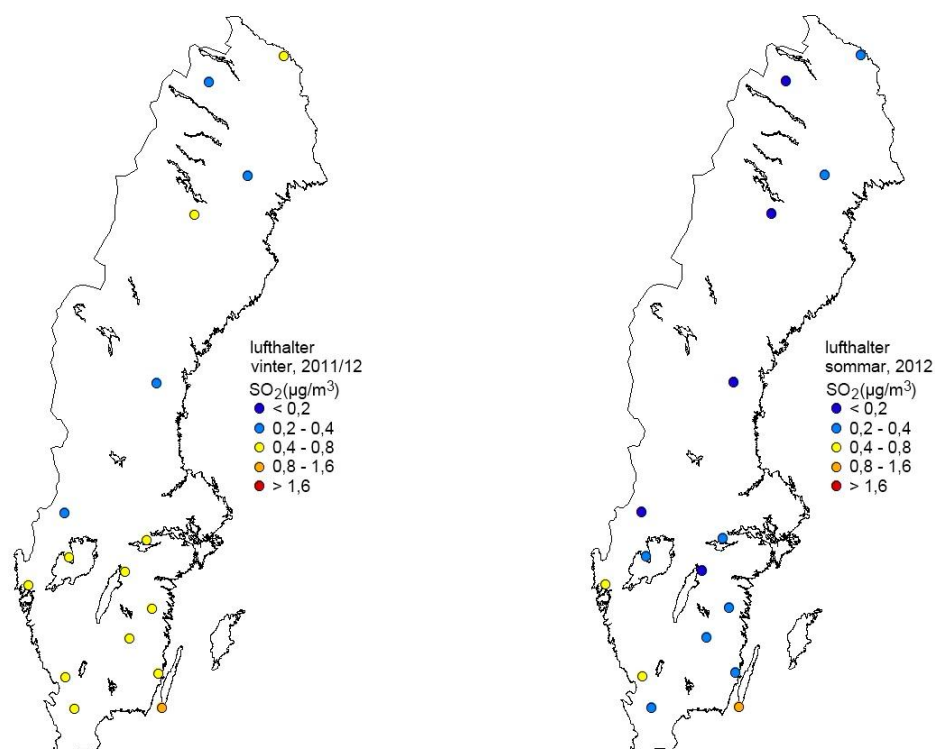 lufthalter
vinter, 2011/12
SO₂(µg/m³)
< 0,2
0,2 - 0,4
0,4 - 0,8
0,8 - 1,6
> 1,6
lufthalter
sommar, 2012
SO₂(µg/m³)
< 0,2
0,2 - 0,4
0,4 - 0,8
0,8 - 1,6
> 1,6